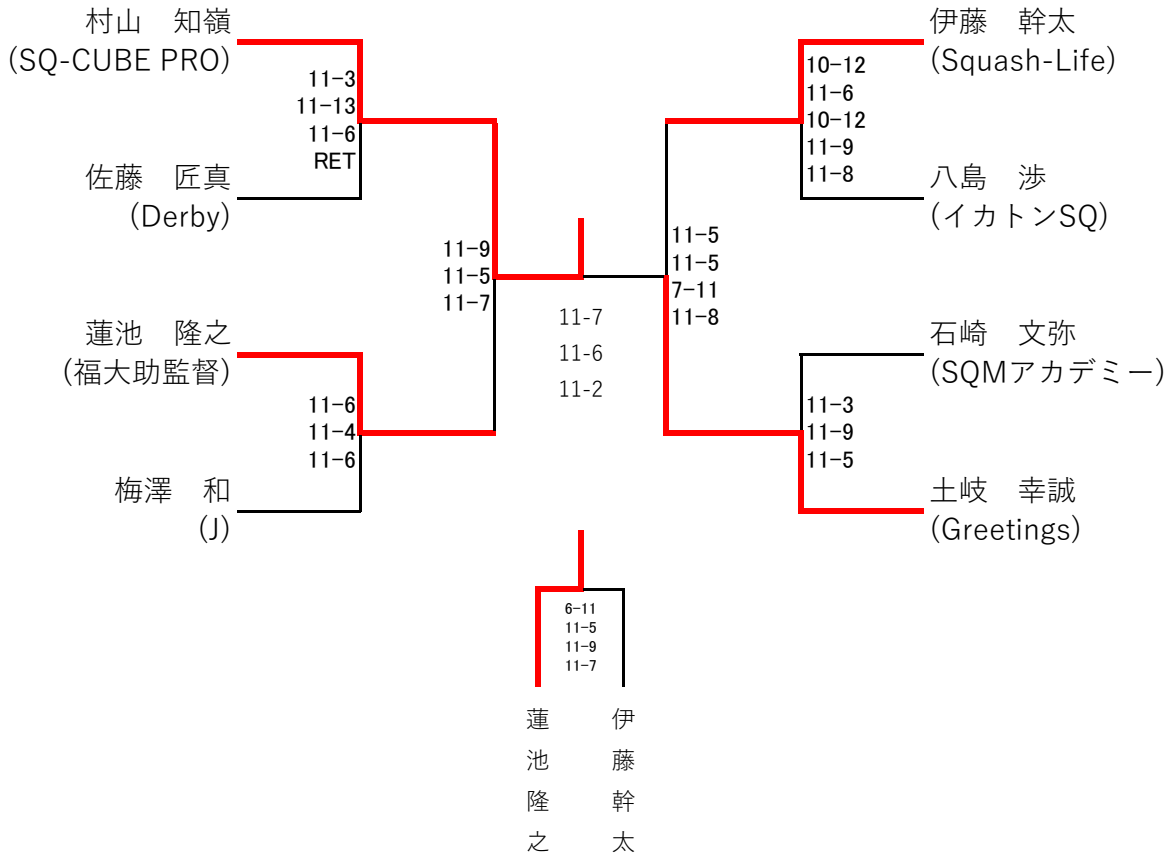 村山　知嶺
(SQ-CUBE PRO)
11-3
11-13
11-6
RET
佐藤　匠真
(Derby)
11-9
11-5
11-7
蓮池　隆之
(福大助監督)
11-6
11-4
11-6
梅澤　和
(J)
11-7
11-6
11-2
伊藤　幹太
(Squash-Life)
10-12
11-6
10-12
11-9
11-8
八島　渉
(イカトンSQ)
11-5
11-5
7-11
11-8
石崎　文弥
(SQMアカデミー)
11-3
11-9
11-5
土岐　幸誠
(Greetings)
6-11
11-5
11-9
11-7
蓮池隆之
伊藤幹太